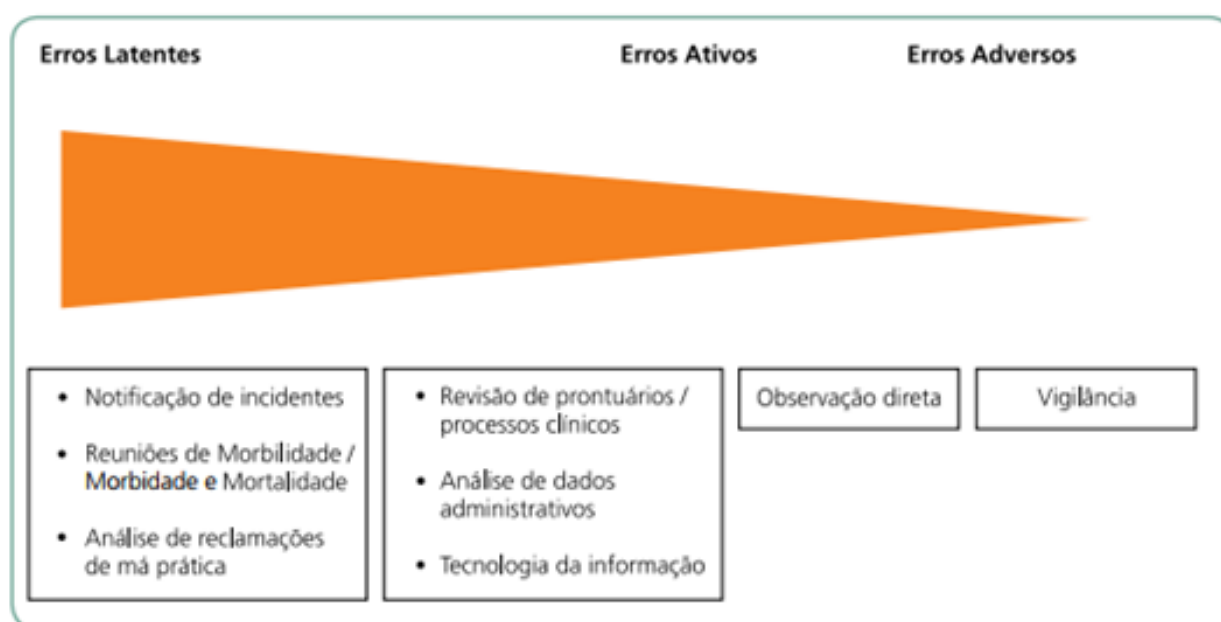 Erros Latentes
Erros Ativos
Erros Adversos
• Notificação de incidentes
• Reuniões de Morbilidade /
Morbidade e Mortalidade
• Análise de reclamações
de má prática
• Revisão de prontuários /
processos clínicos
• Análise de dados
administrativos
• Tecnologia da informação
Observação direta
Vigilância